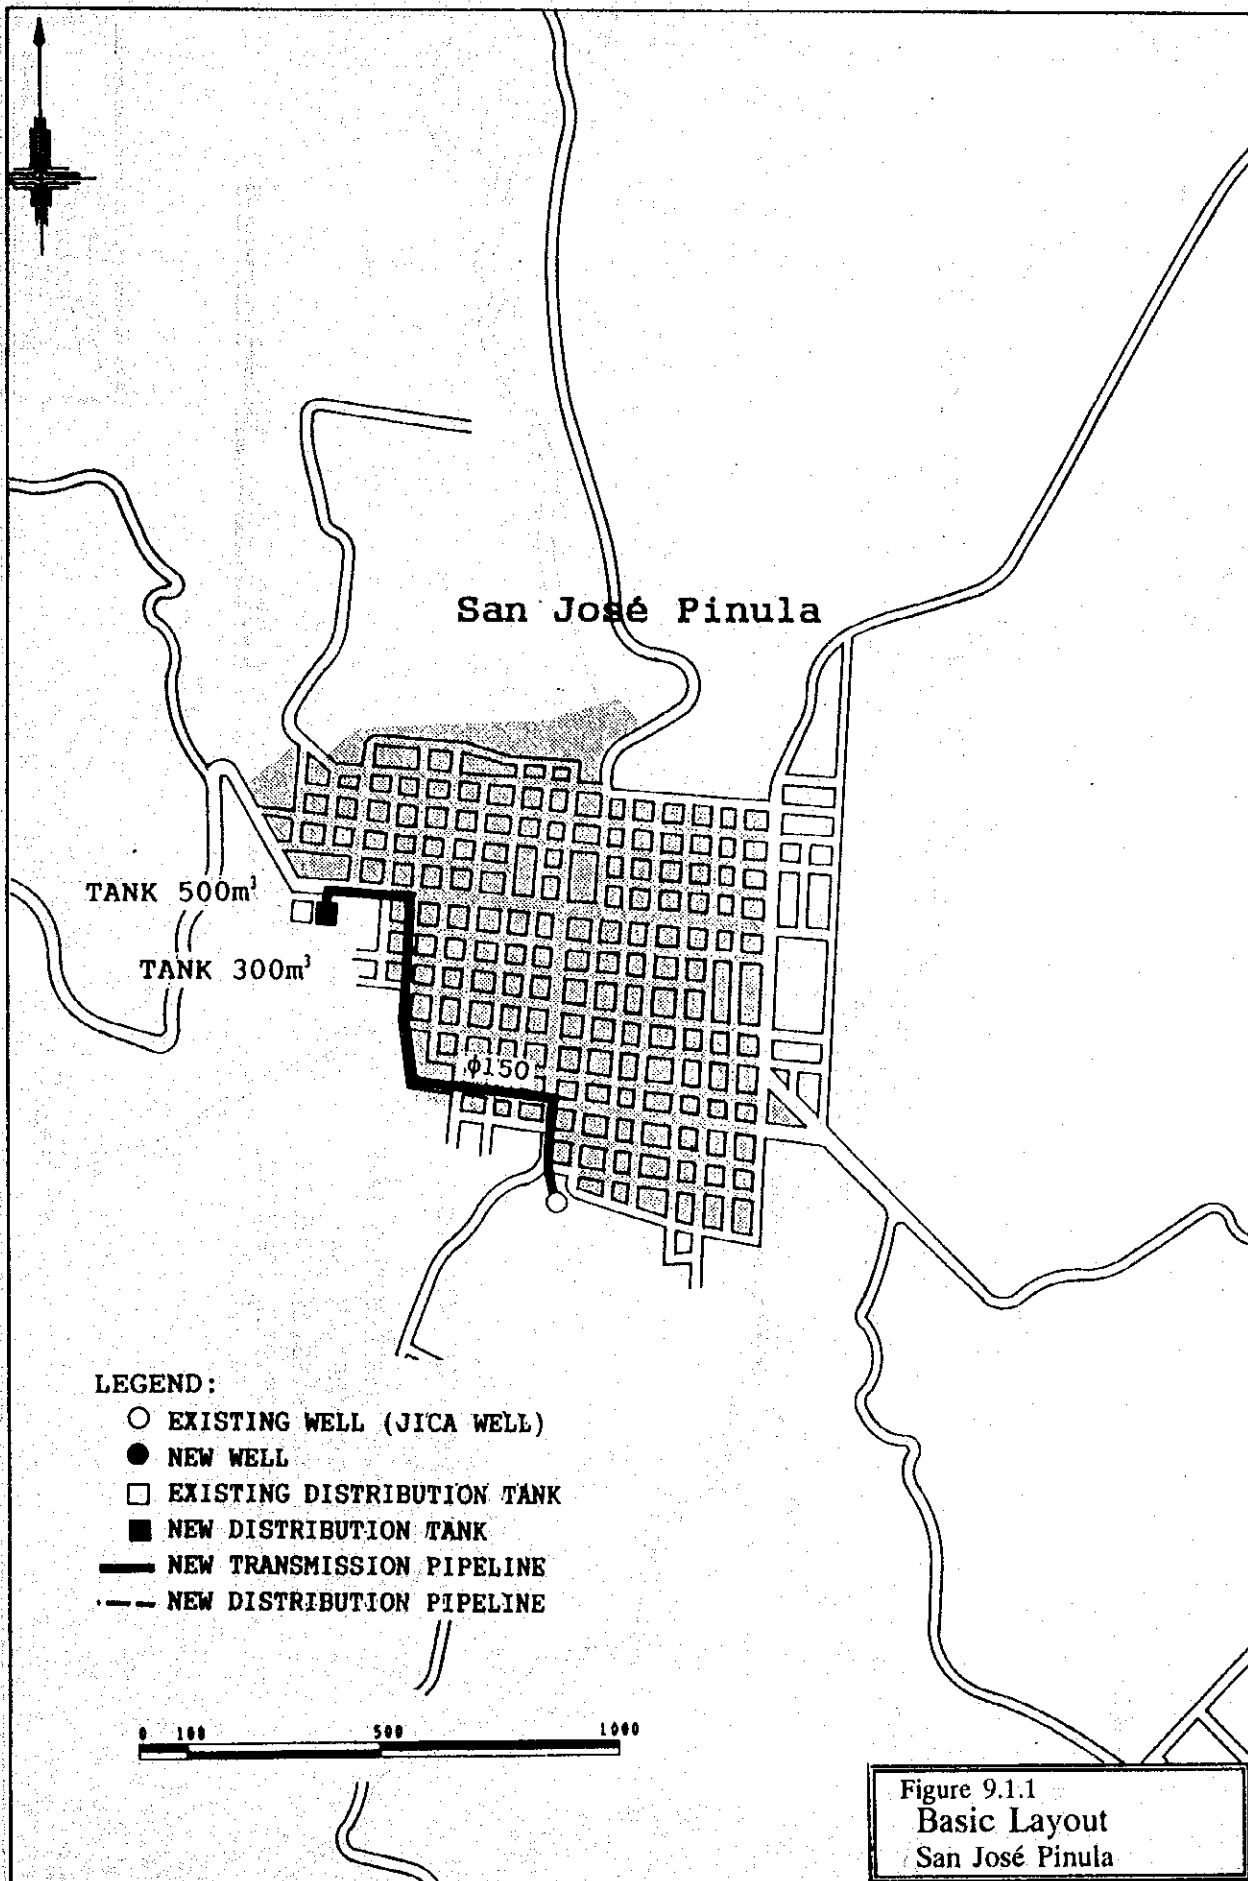 San José Pinula
TANK 500m³
TANK 300m³
φ150
LEGEND:
EXISTING WELL (JICA WELL)
NEW WELL
EXISTING DISTRIBUTION TANK
NEW DISTRIBUTION TANK
NEW TRANSMISSION PIPELINE
NEW DISTRIBUTION PIPELINE
0 100 500 1000
Figure 9.1.1
Basic Layout
San José Pinula